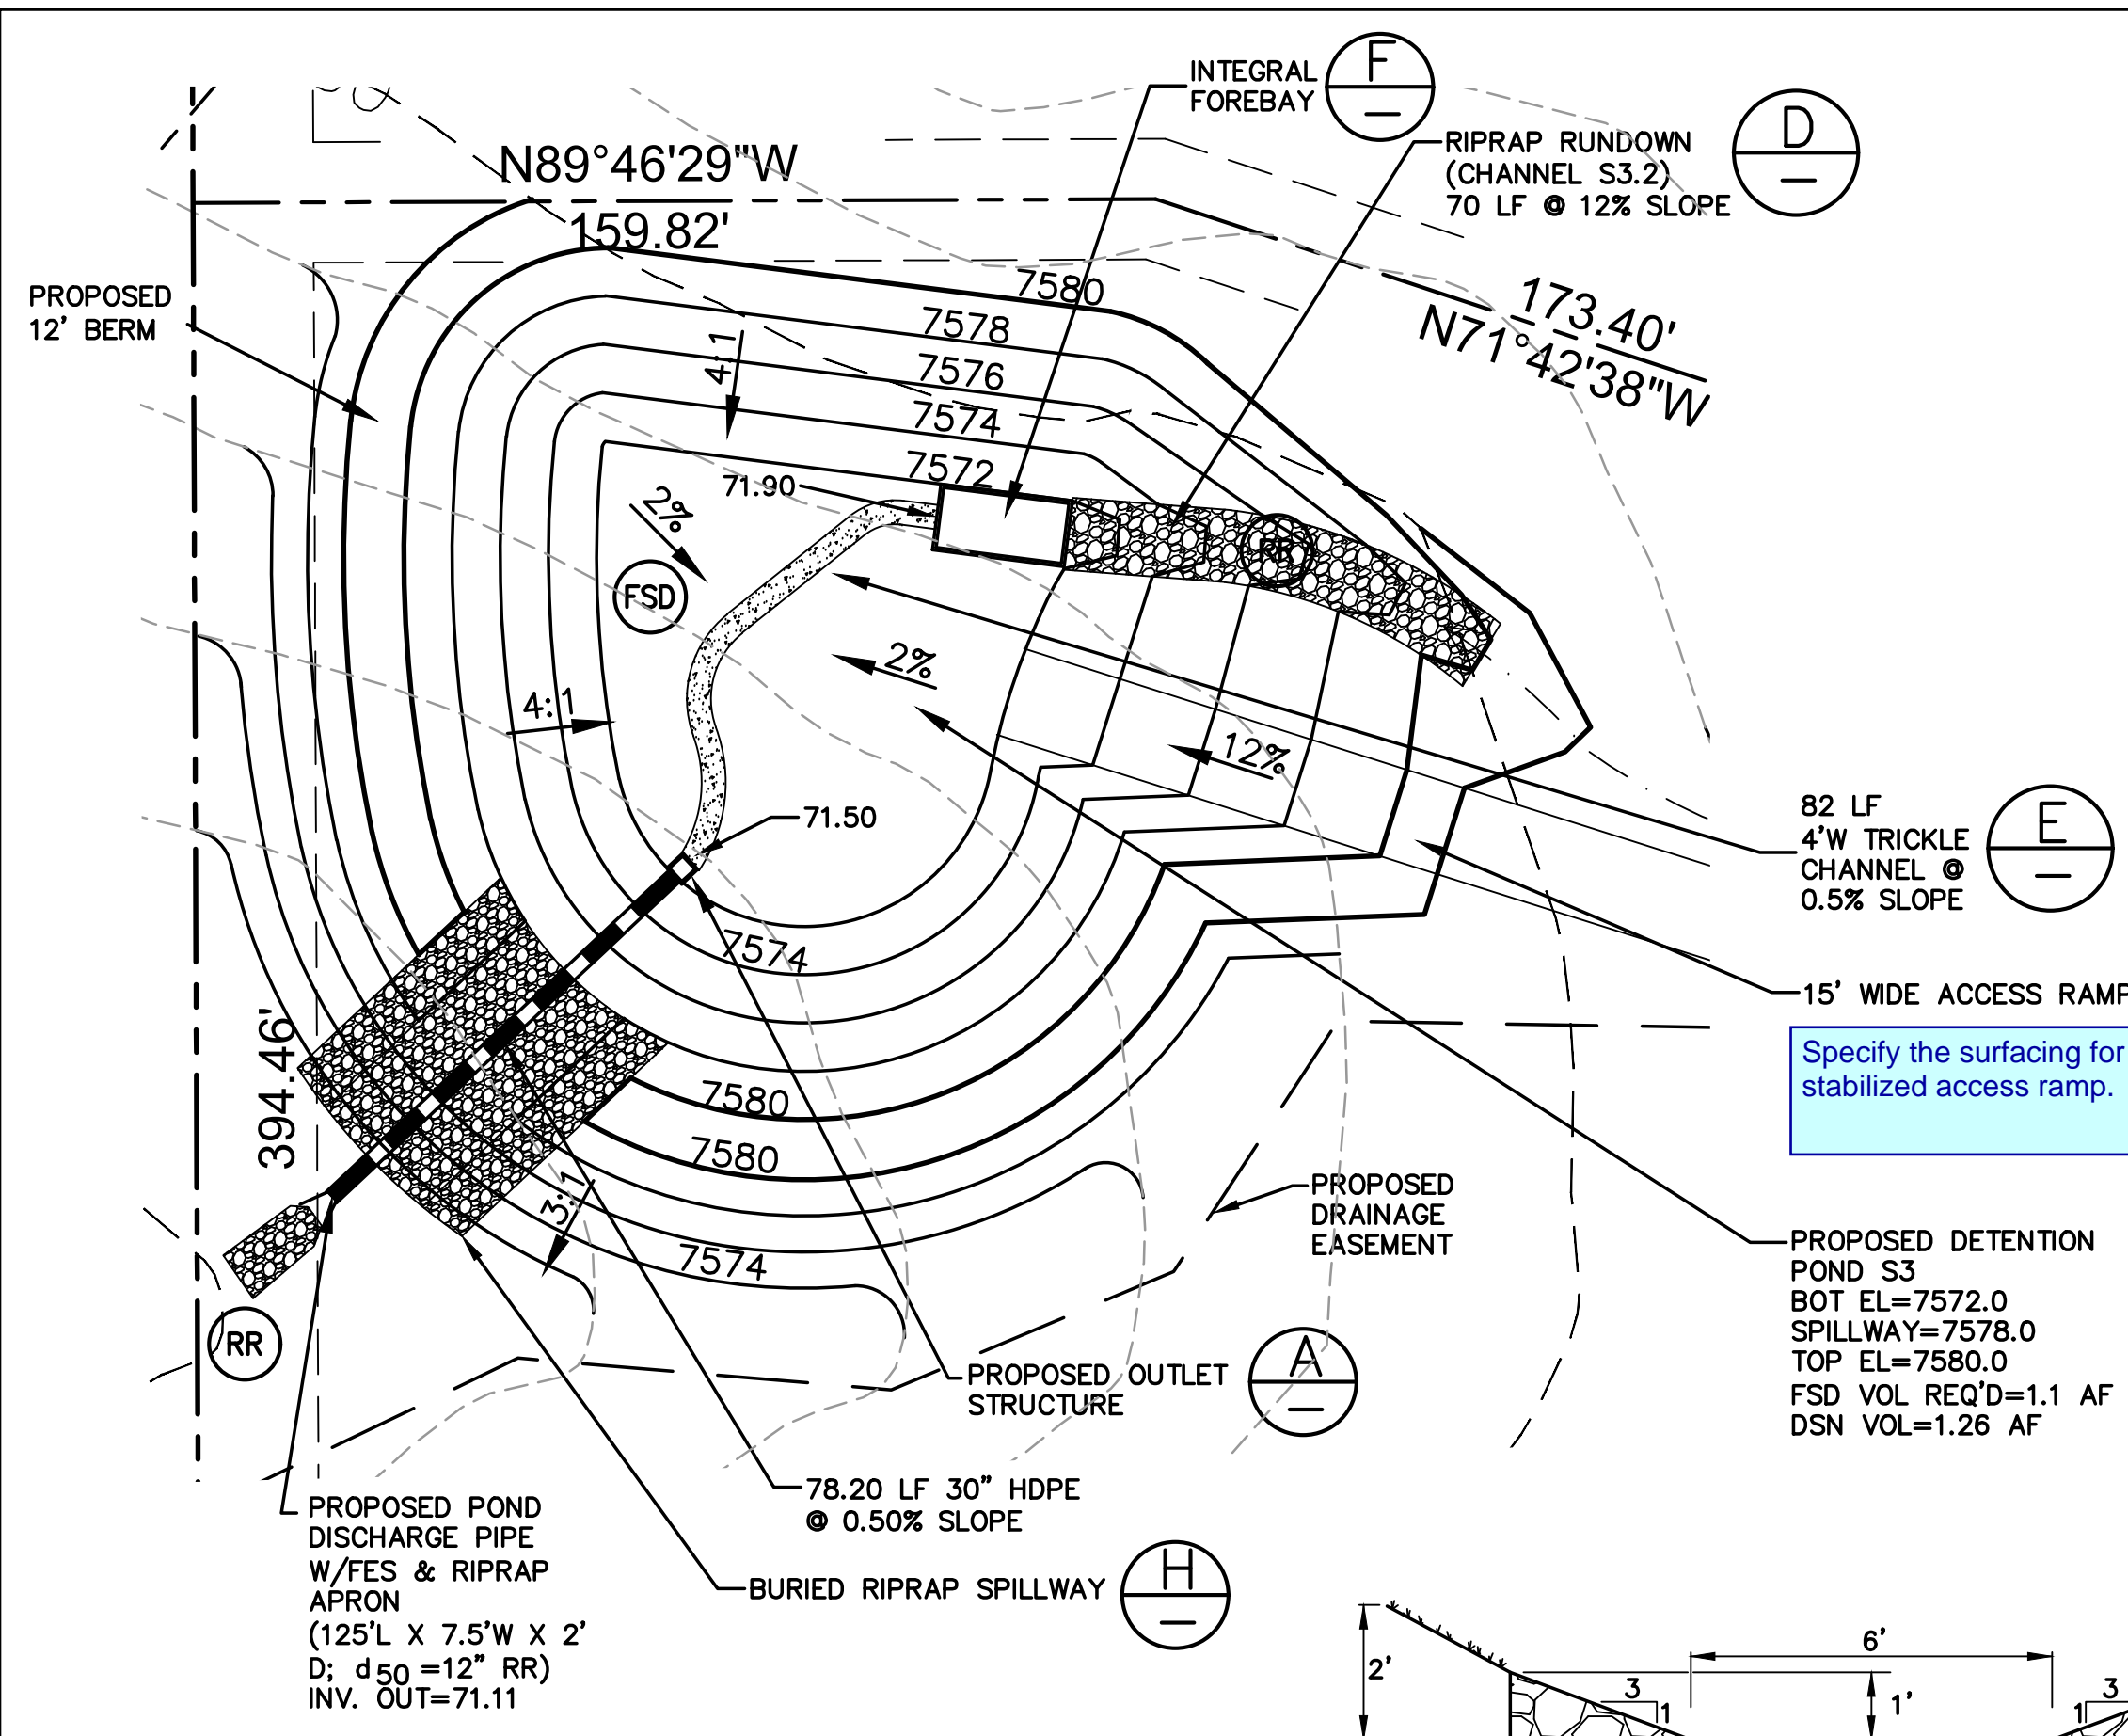 INTEGRAL
FOREBAY
F
RIPRAP RUNDOWN
(CHANNEL S3.2)
70 LF @ 12% SLOPE
D
N89°46'29"W
159.82'
173.40'
N71°42'38"W
PROPOSED
12' BERM
7580
7578
7576
7574
7572
4:1
71.90
2%
FSD
RR
2%
4:1
12%
71.50
82 LF
4'W TRICKLE
CHANNEL @
0.5% SLOPE
E
15' WIDE ACCESS RAMP
Specify the surfacing for
stabilized access ramp.
7574
7580
7580
7574
394.46'
3:1
RR
PROPOSED
DRAINAGE
EASEMENT
PROPOSED DETENTION
POND S3
BOT EL=7572.0
SPILLWAY=7578.0
TOP EL=7580.0
FSD VOL REQ'D=1.1 AF
DSN VOL=1.26 AF
PROPOSED OUTLET
STRUCTURE
A
78.20 LF 30" HDPE
@ 0.50% SLOPE
BURIED RIPRAP SPILLWAY
H
PROPOSED POND
DISCHARGE PIPE
W/FES & RIPRAP
APRON
(125'L X 7.5'W X 2'
D; d50 =12" RR)
INV. OUT=71.11
2'
6'
3
1
1'
3
1